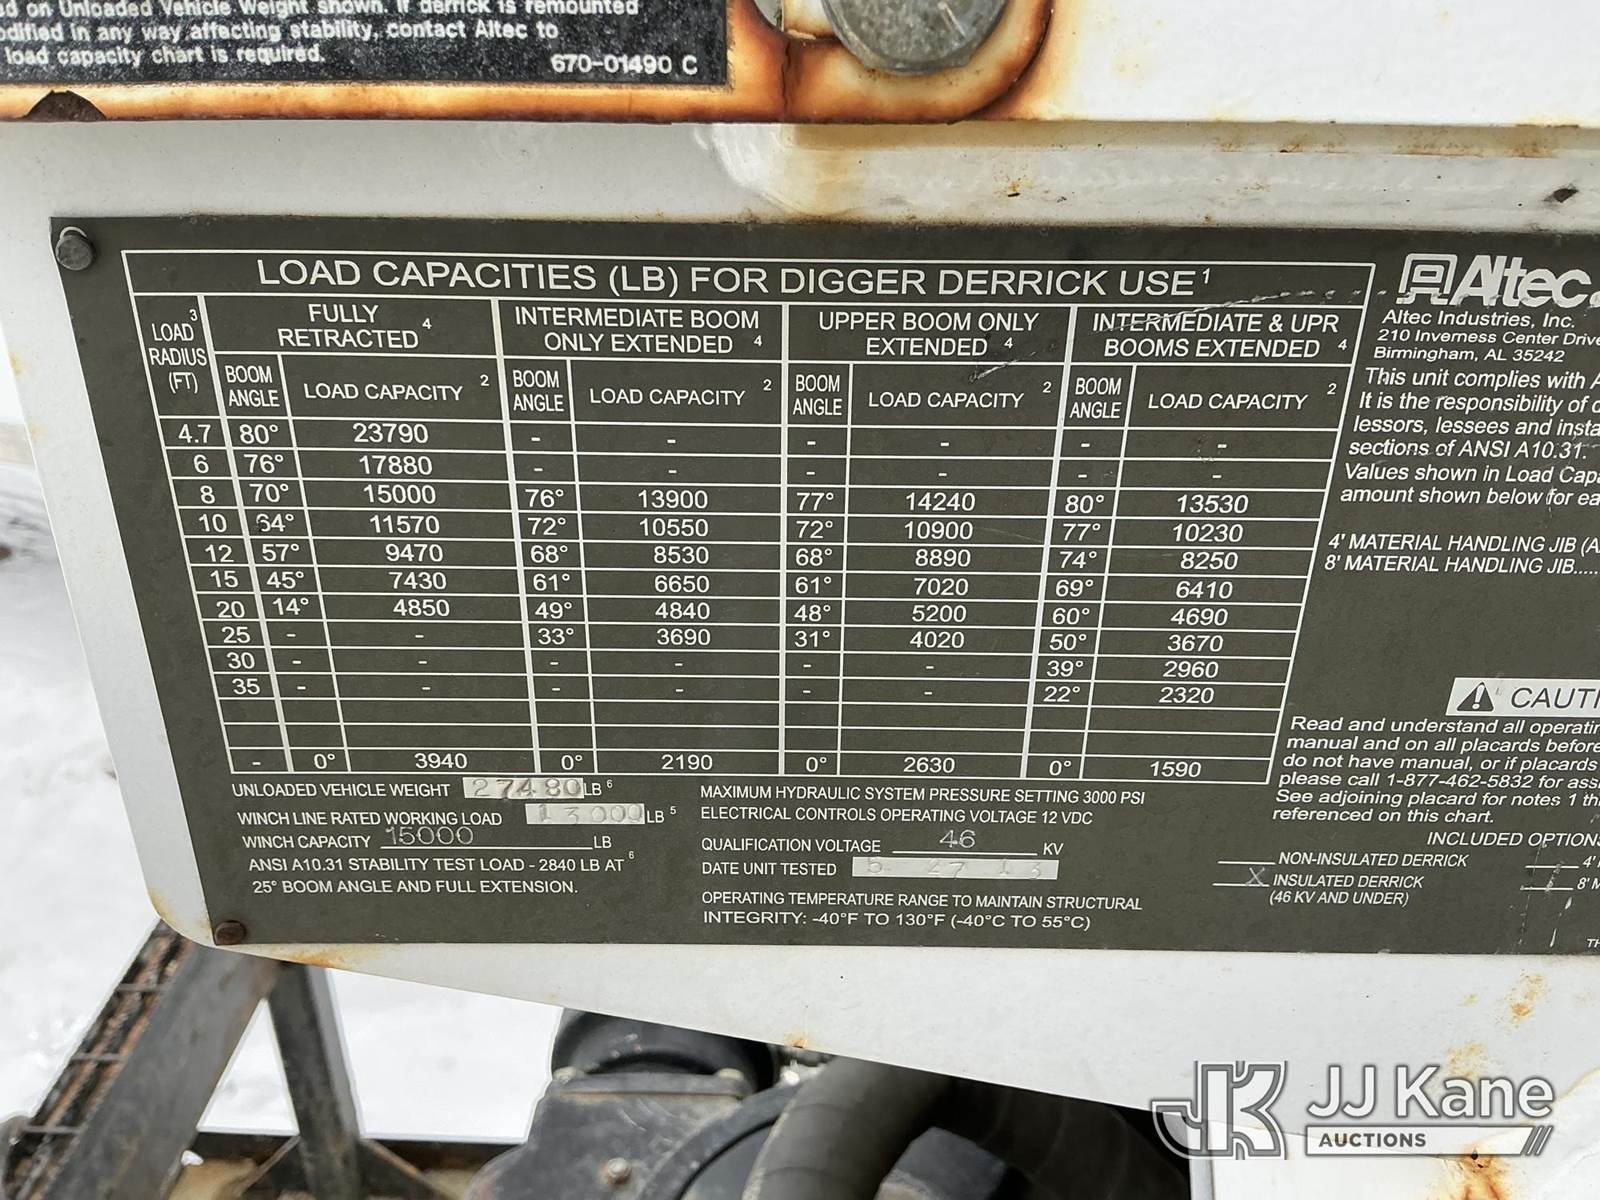 d on Unloaded Vehicle Weight shown. If derrick is remounted
odified in any way affecting stability, contact Altec to
load capacity chart is required.
670-01490 C
LOAD CAPACITIES (LB) FOR DIGGER DERRICK USE 1
LOAD 3 RADIUS (FT)
FULLY RETRACTED 4
INTERMEDIATE BOOM ONLY EXTENDED 4
UPPER BOOM ONLY EXTENDED 4
INTERMEDIATE & UPR BOOMS EXTENDED 4
BOOM ANGLE LOAD CAPACITY 2 BOOM ANGLE LOAD CAPACITY 2 BOOM ANGLE LOAD CAPACITY 2 BOOM ANGLE LOAD CAPACITY 2
4.7 80° 23790 - - - - - -
6 76° 17880 - - - - - -
8 70° 15000 76° 13900 77° 14240 80° 13530
10 64° 11570 72° 10550 72° 10900 77° 10230
12 57° 9470 68° 8530 68° 8890 74° 8250
15 45° 7430 61° 6650 61° 7020 69° 6410
20 14° 4850 49° 4840 48° 5200 60° 4690
25 - - 33° 3690 31° 4020 50° 3670
30 - - - - - - 39° 2960
35 - - - - - - 22° 2320
- 0° 3940 0° 2190 0° 2630 0° 1590
UNLOADED VEHICLE WEIGHT 27480 LB 6
WINCH LINE RATED WORKING LOAD 13000 LB 5
WINCH CAPACITY 15000 LB
ANSI A10.31 STABILITY TEST LOAD - 2840 LB AT 6
25° BOOM ANGLE AND FULL EXTENSION.
MAXIMUM HYDRAULIC SYSTEM PRESSURE SETTING 3000 PSI
ELECTRICAL CONTROLS OPERATING VOLTAGE 12 VDC
QUALIFICATION VOLTAGE 46 KV
DATE UNIT TESTED 5 27 13
OPERATING TEMPERATURE RANGE TO MAINTAIN STRUCTURAL
INTEGRITY: -40°F TO 130°F (-40°C TO 55°C)
Altec
Altec Industries, Inc.
210 Inverness Center Drive
Birmingham, AL 35242
This unit complies with A
It is the responsibility of
lessors, lessees and insta
sections of ANSI A10.31.
Values shown in Load Cap
amount shown below for ea
4' MATERIAL HANDLING JIB (A
8' MATERIAL HANDLING JIB.....
CAUTI
Read and understand all operatin
manual and on all placards before
do not have manual, or if placards
please call 1-877-462-5832 for ass
See adjoining placard for notes 1 th
referenced on this chart.
INCLUDED OPTIONS
NON-INSULATED DERRICK 4'
X INSULATED DERRICK 8' M
(46 KV AND UNDER)
TH
JK JJ Kane
AUCTIONS